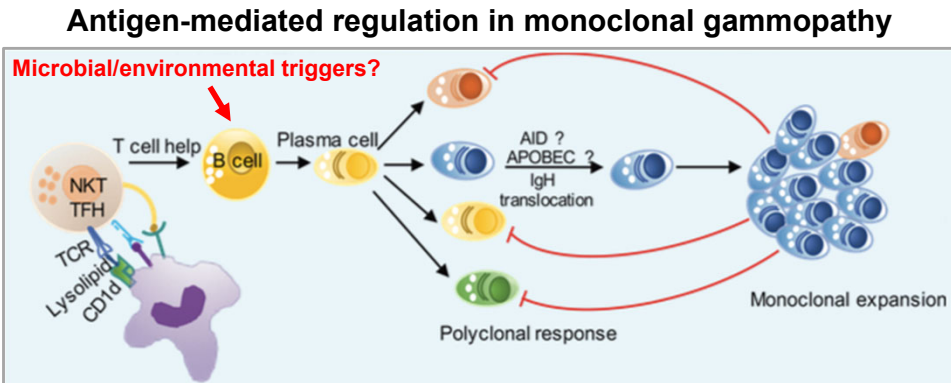 Antigen-mediated regulation in monoclonal gammopathy
Microbial/environmental triggers?
T cell help
B cell
Plasma cell
NKT
TFH
TCR
Lysolipid
CD1d
AID ?
APOBEC ?
IgH
translocation
Polyclonal response
Monoclonal expansion